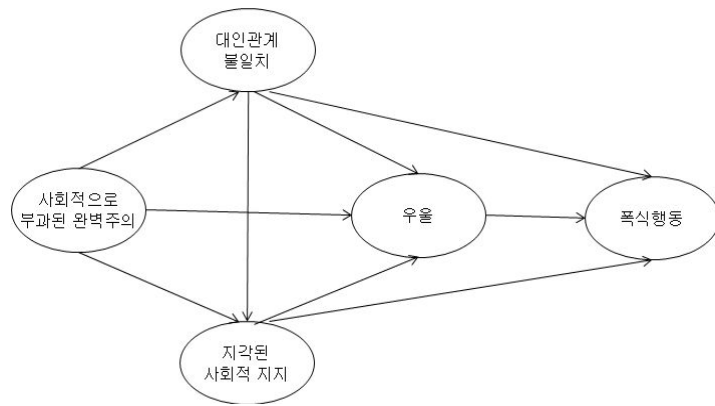 대인관계
불일치
사회적으로
부과된 완벽주의
우울
폭식행동
지각된
사회적 지지